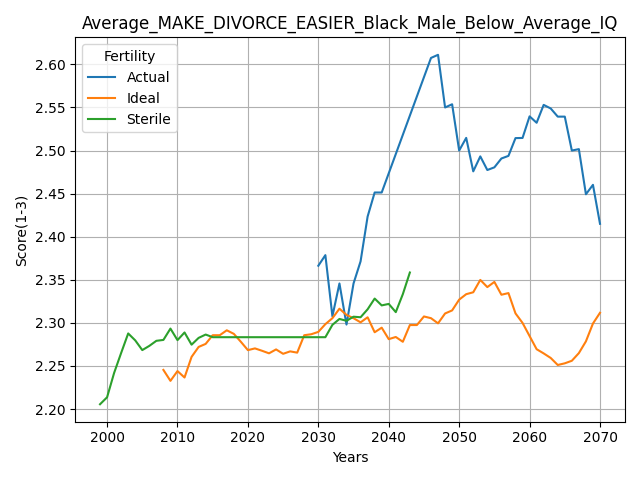 Average_MAKE_DIVORCE_EASIER_Black_Male_Below_Average_IQ
Fertility
Actual
Ideal
Sterile
Score(1-3)
2.60
2.55
2.50
2.45
2.40
2.35
2.30
2.25
2.20
2000 2010 2020 2030 2040 2050 2060 2070
Years